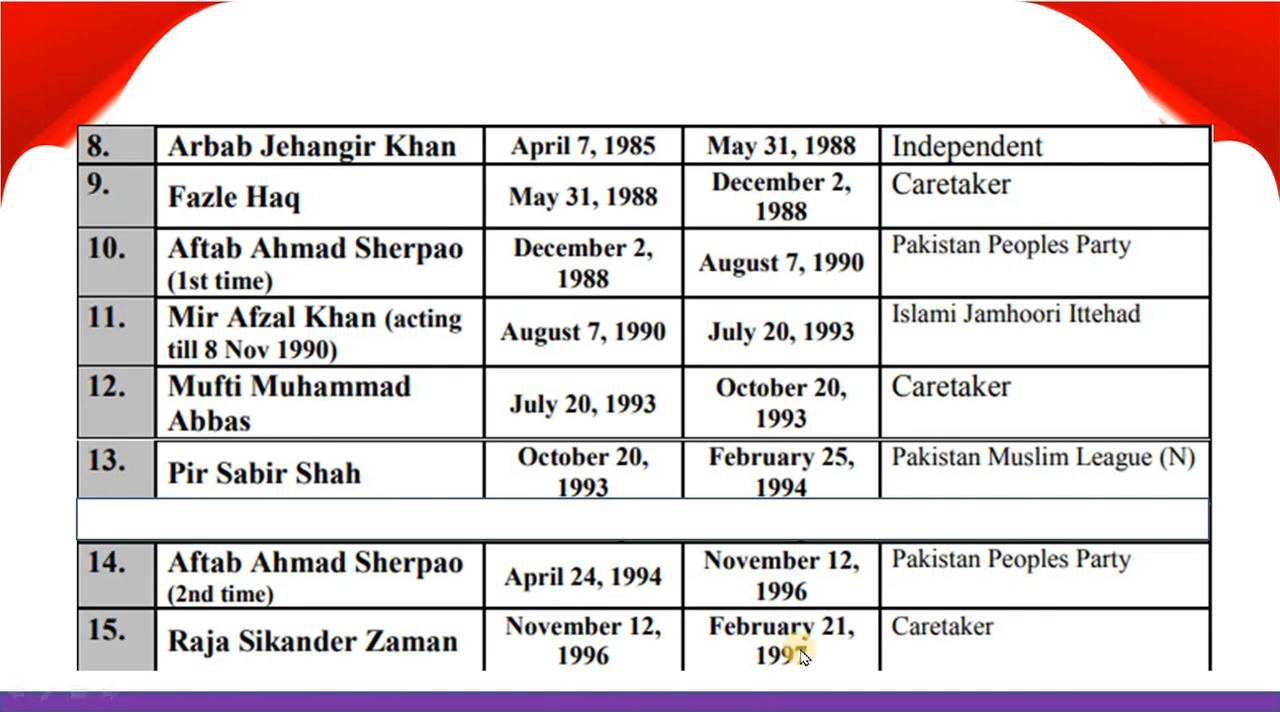 8. Arbab Jehangir Khan April 7, 1985 May 31, 1988 Independent
9. Fazle Haq May 31, 1988 December 2, 1988 Caretaker
10. Aftab Ahmad Sherpao (1st time) December 2, 1988 August 7, 1990 Pakistan Peoples Party
11. Mir Afzal Khan (acting till 8 Nov 1990) August 7, 1990 July 20, 1993 Islami Jamhoori Ittehad
12. Mufti Muhammad Abbas July 20, 1993 October 20, 1993 Caretaker
13. Pir Sabir Shah October 20, 1993 February 25, 1994 Pakistan Muslim League (N)
14. Aftab Ahmad Sherpao (2nd time) April 24, 1994 November 12, 1996 Pakistan Peoples Party
15. Raja Sikander Zaman November 12, 1996 February 21, 1997 Caretaker